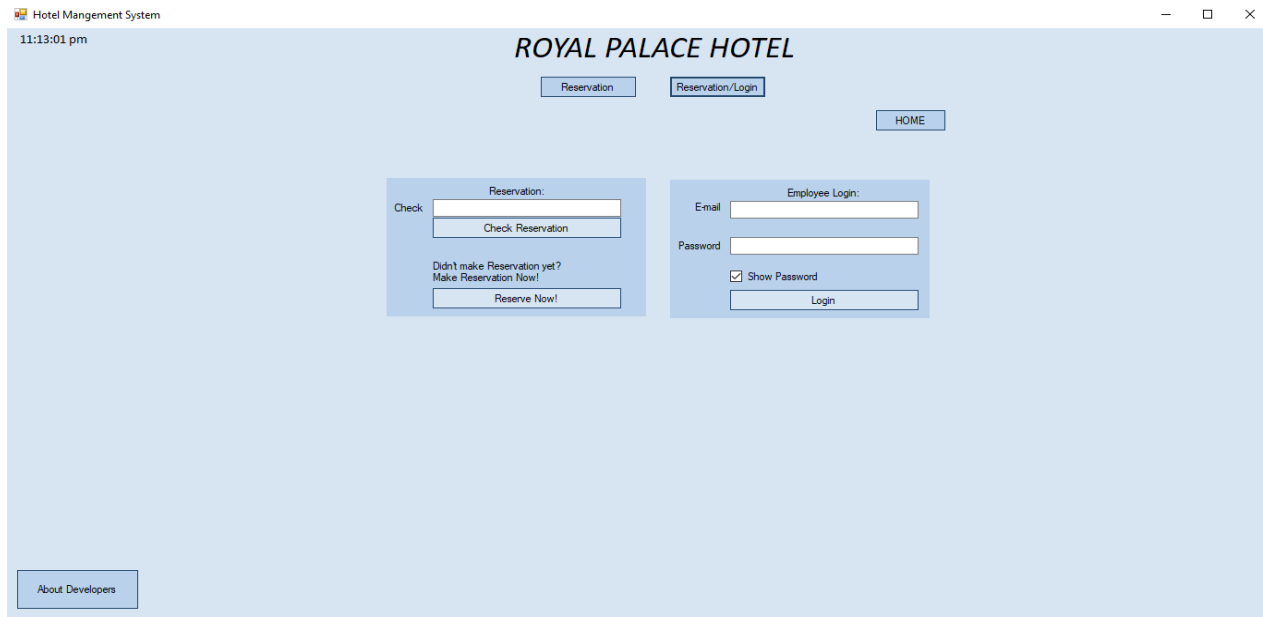 Hotel Mangement System
11:13:01 pm
ROYAL PALACE HOTEL
Reservation
Reservation/Login
HOME
Reservation:
Check
Check Reservation
Didn't make Reservation yet?
Make Reservation Now!
Reserve Now!
Employee Login:
E-mail
Password
Show Password
Login
About Developers